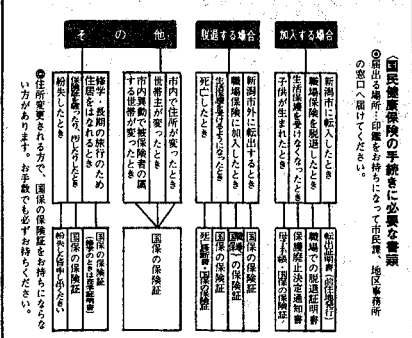 〈国民健康保険の手続きに必要な書類〉
◎届出る場所…印鑑をお持ちになって市民課、地区事務所
の窓口へ届けてください。
加入する場合
新潟市に転入したとき
転出証明書(前住地発行)
職場保険を脱退したとき
職場での脱退証明書
生活保護を受けなくなったとき
保護廃止決定通知書
子供が生まれたとき
母子手帳、国保の保険証
脱退する場合
新潟市外に転出するとき
国保の保険証
職場保険に加入したとき
職場の保険証
国保
生活保護を受けるようになったとき
国保の保険証
死亡したとき
死亡診断書、国保の保険証
その他
市内で住所が変ったとき
世帯主が変ったとき
市内異動で被保険者の属
する世帯が変ったとき
国保の保険証
修学・長期の旅行のため
住居をはなれるとき
国保の保険証
(修学のときは在学証明書)
保険証を破ったり、汚したりしたとき
国保の保険証
紛失したとき
紛失した旨申し出ください
◎住所変更される方で、国保の保険証をお持ちにならな
い方があります。お手数でも必ずお持ちください。